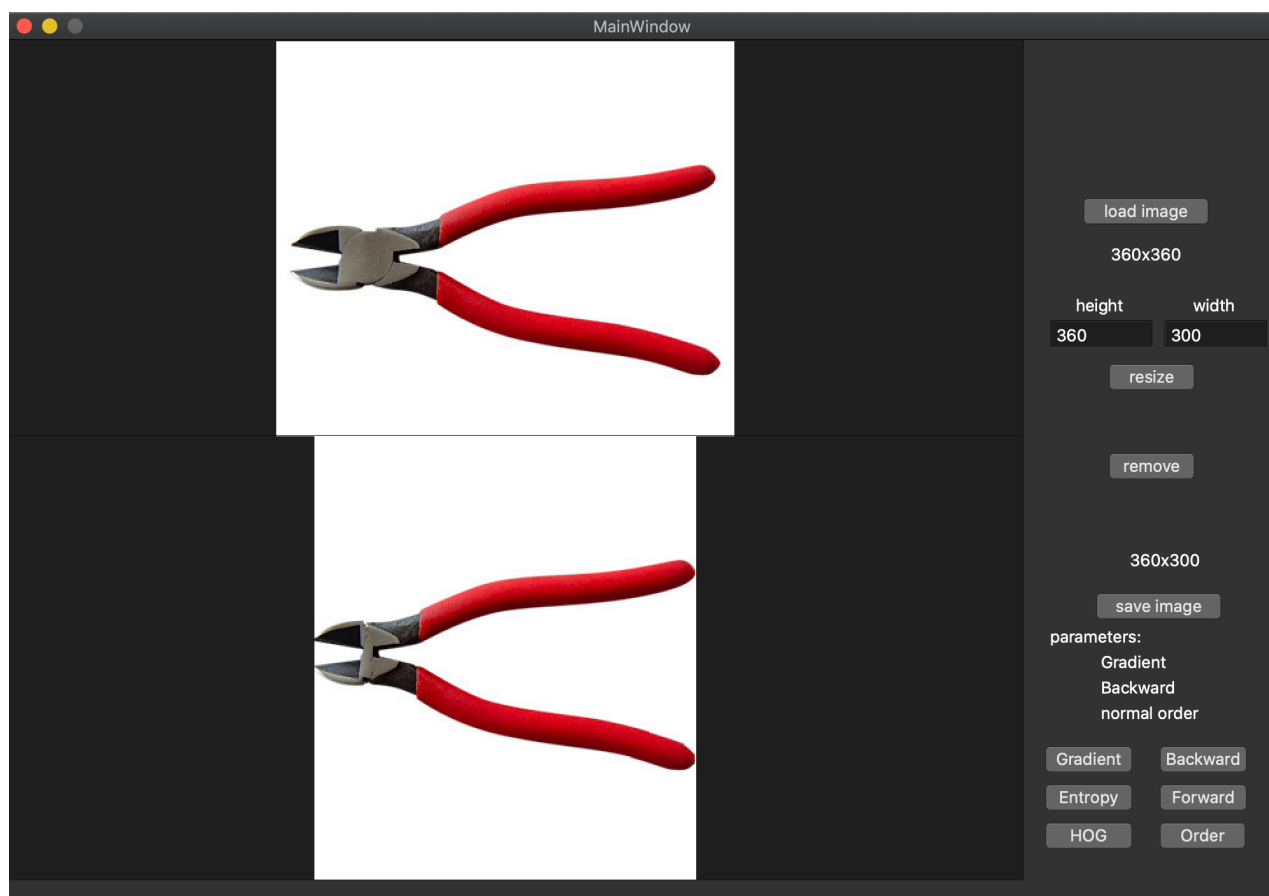 MainWindow
load image
360x360
height width
360 300
resize
remove
360x300
save image
parameters:
Gradient
Backward
normal order
Gradient Backward
Entropy Forward
HOG Order